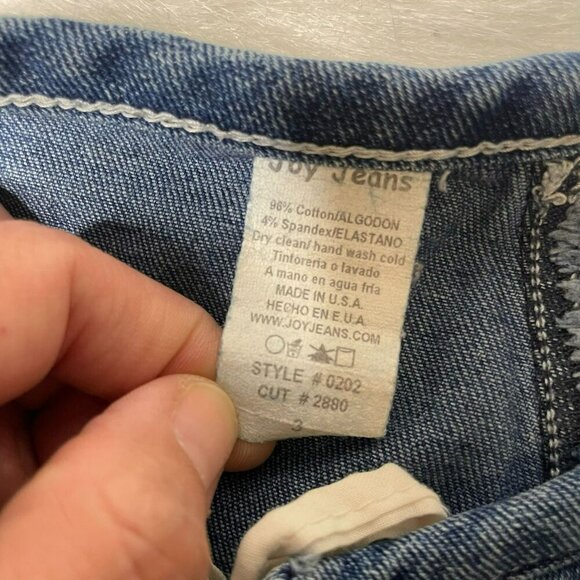 Joy Jeans
96% Cotton/ALGODON
4% Spandex/ELASTANO
Dry clean/ hand wash cold
Tintoreria o lavado
A mano en agua fria
MADE IN U.S.A.
HECHO EN E.U.A.
WWW.JOYJEANS.COM
STYLE # 0202
CUT # 2880
3